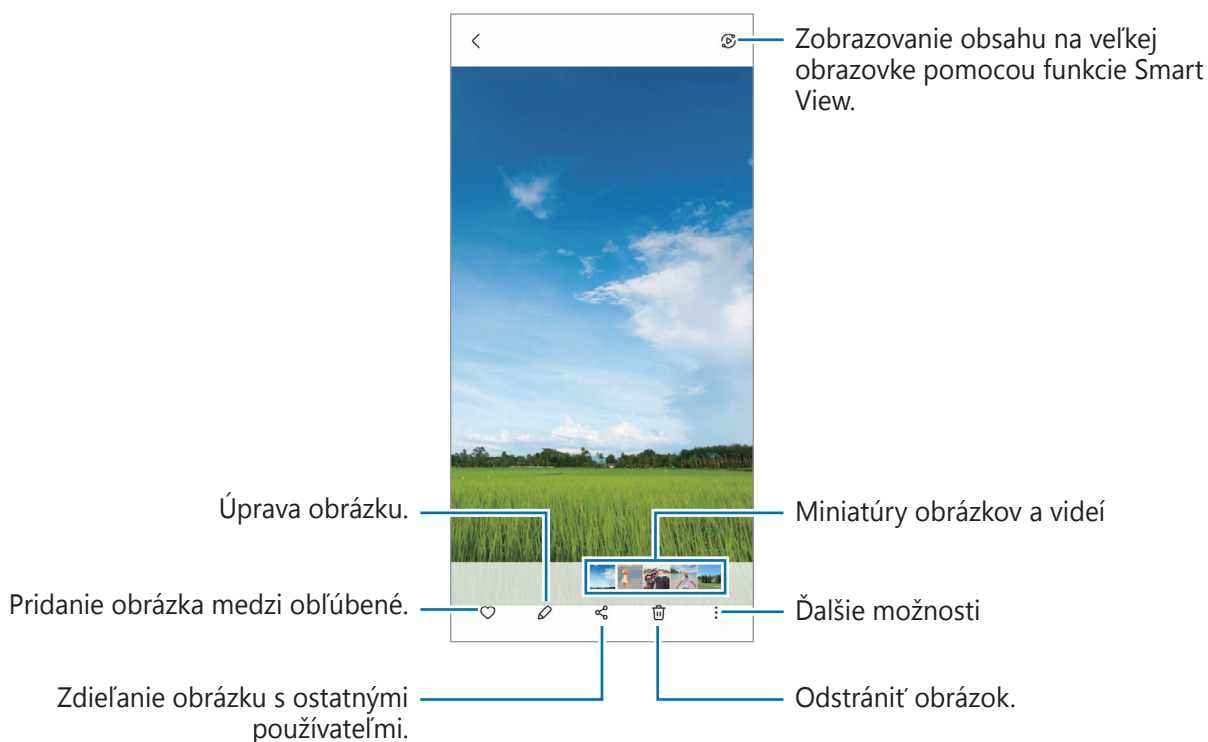 Zobrazovanie obsahu na veľkej
obrazovke pomocou funkcie Smart
View.
Úprava obrázku.
Miniatúry obrázkov a videí
Pridanie obrázka medzi obľúbené.
Ďalšie možnosti
Zdieľanie obrázku s ostatnými
používateľmi.
Odstrániť obrázok.